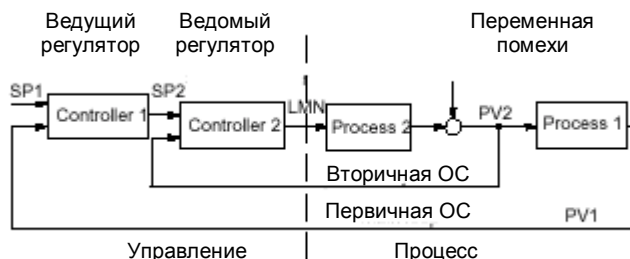 Ведущий
регулятор
Ведомый
регулятор
Переменная
помехи
SP1
Controller 1
SP2
Controller 2
LMN
Process 2
PV2
Process 1
Вторичная ОС
Первичная ОС
PV1
Управление
Процесс